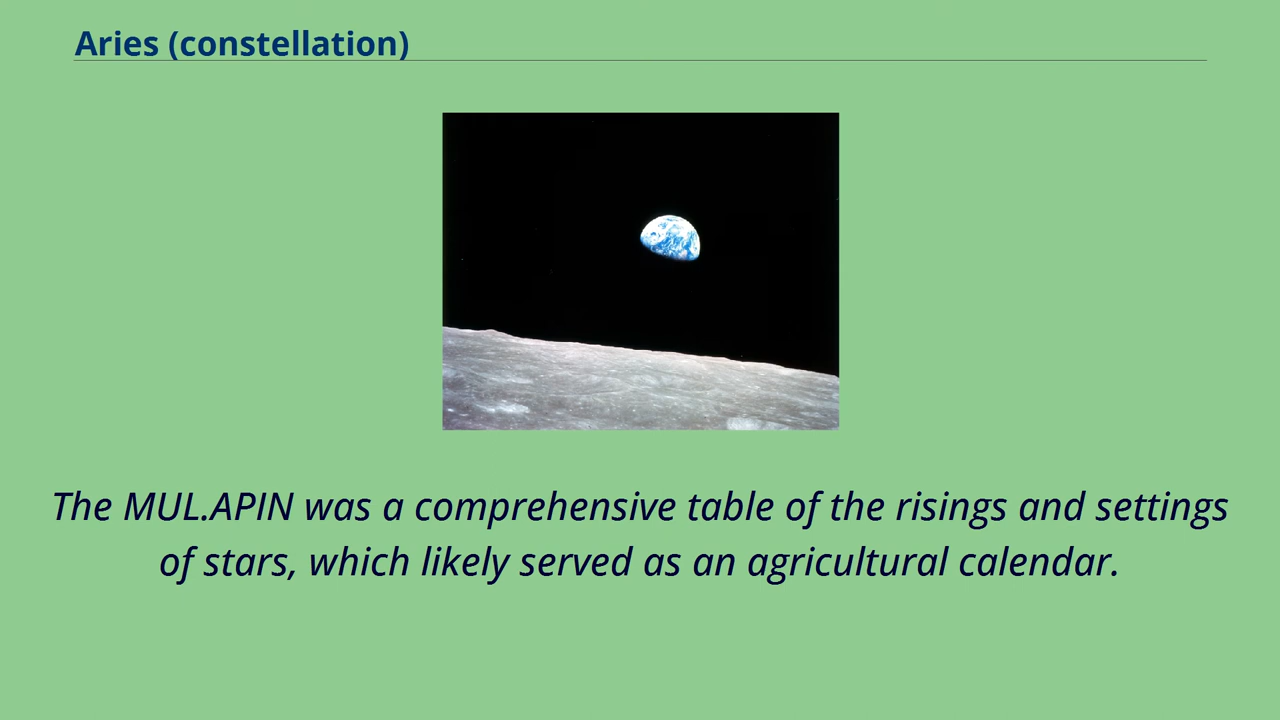 Aries (constellation)
The MUL.APIN was a comprehensive table of the risings and settings
of stars, which likely served as an agricultural calendar.